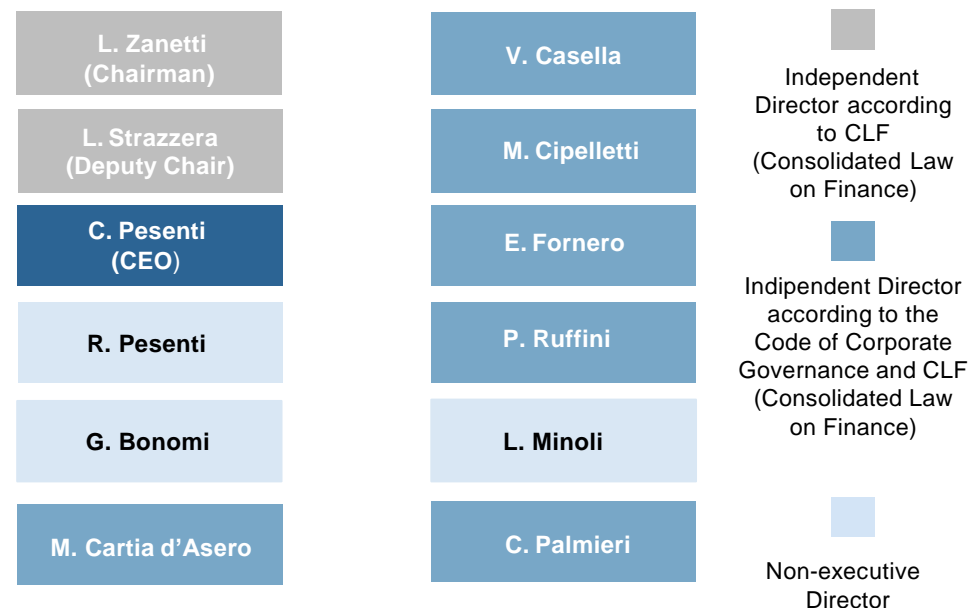 L. Zanetti
(Chairman)
L. Strazzera
(Deputy Chair)
C. Pesenti
(CEO)
R. Pesenti
G. Bonomi
M. Cartia d’Asero
V. Casella
M. Cipelletti
E. Fornero
P. Ruffini
L. Minoli
C. Palmieri
Independent
Director according
to CLF
(Consolidated Law
on Finance)
Indipendent Director
according to the
Code of Corporate
Governance and CLF
(Consolidated Law
on Finance)
Non-executive
Director